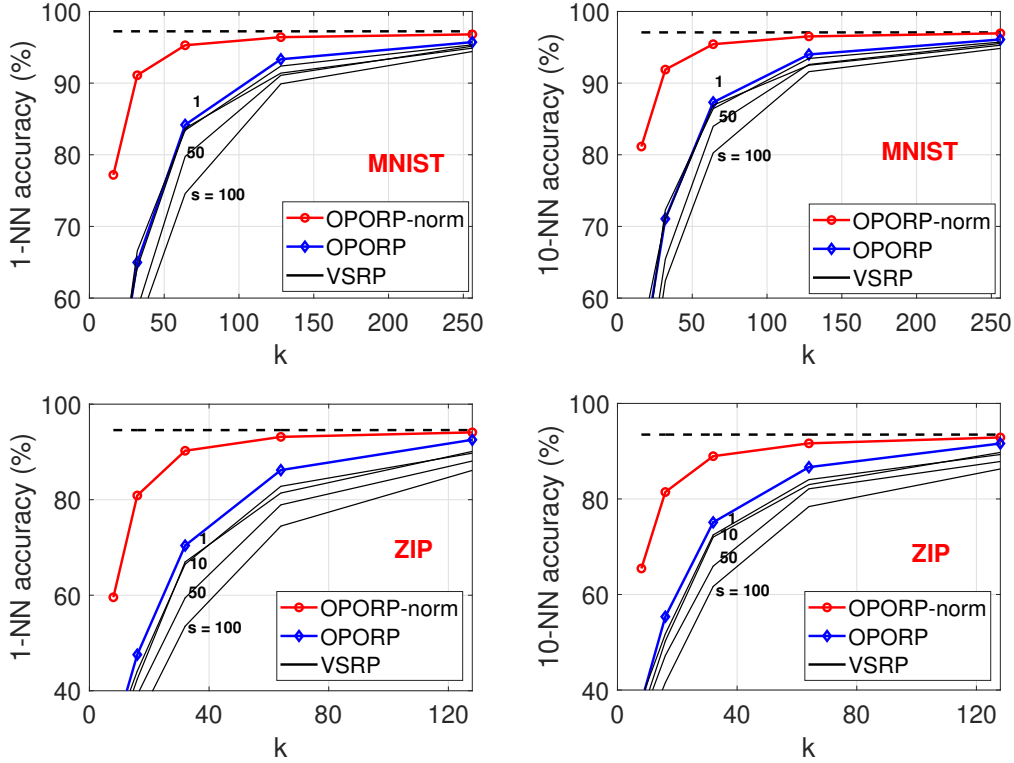 100
90
80
70
60
1-NN accuracy (%)
1
50
s = 100
MNIST
OPORP-norm
OPORP
VSRP
0
50
100
150
200
250
k
100
90
80
70
60
10-NN accuracy (%)
1
50
s = 100
MNIST
OPORP-norm
OPORP
VSRP
0
50
100
150
200
250
k
100
80
60
40
1-NN accuracy (%)
1
10
50
s = 100
ZIP
OPORP-norm
OPORP
VSRP
0
40
80
120
k
100
80
60
40
10-NN accuracy (%)
1
10
50
s = 100
ZIP
OPORP-norm
OPORP
VSRP
0
40
80
120
k